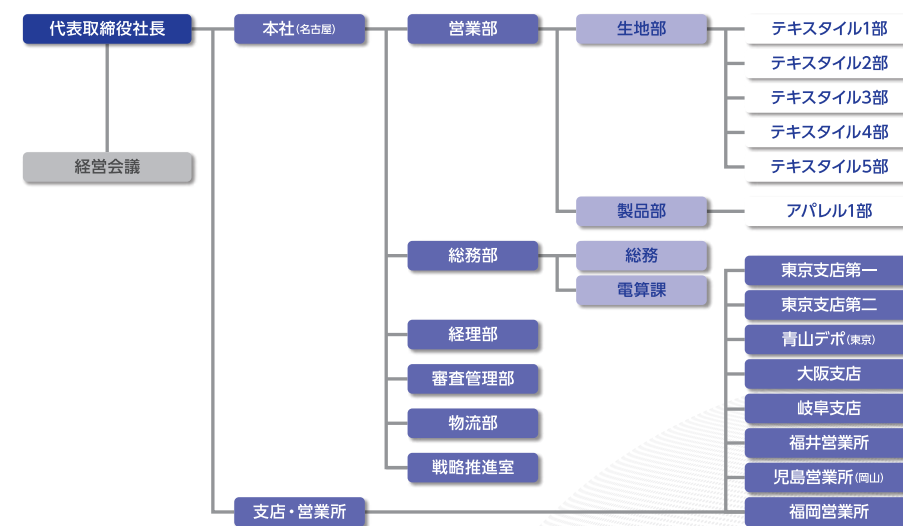 代表取締役社長
本社(名古屋)
営業部
生地部
テキスタイル1部
テキスタイル2部
テキスタイル3部
テキスタイル4部
テキスタイル5部
経営会議
製品部
アパレル1部
総務部
総務
電算課
経理部
審査管理部
物流部
戦略推進室
支店・営業所
東京支店第一
東京支店第二
青山デポ(東京)
大阪支店
岐阜支店
福井営業所
児島営業所(岡山)
福岡営業所